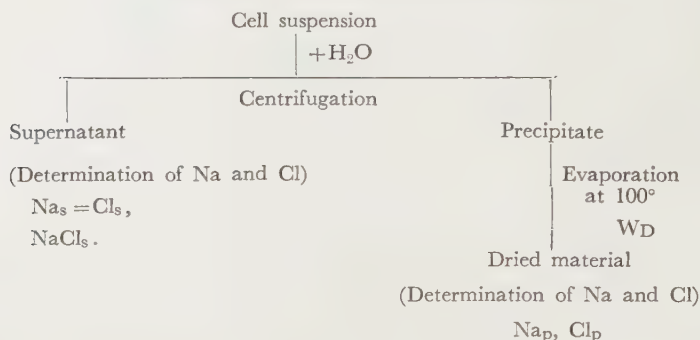 Cell suspension
+H₂O
Centrifugation
Supernatant
(Determination of Na and Cl)
Naₛ=Clₛ,
NaClₛ.
Precipitate
Evaporation
at 100°
W_D
Dried material
(Determination of Na and Cl)
Naₚ, Clₚ